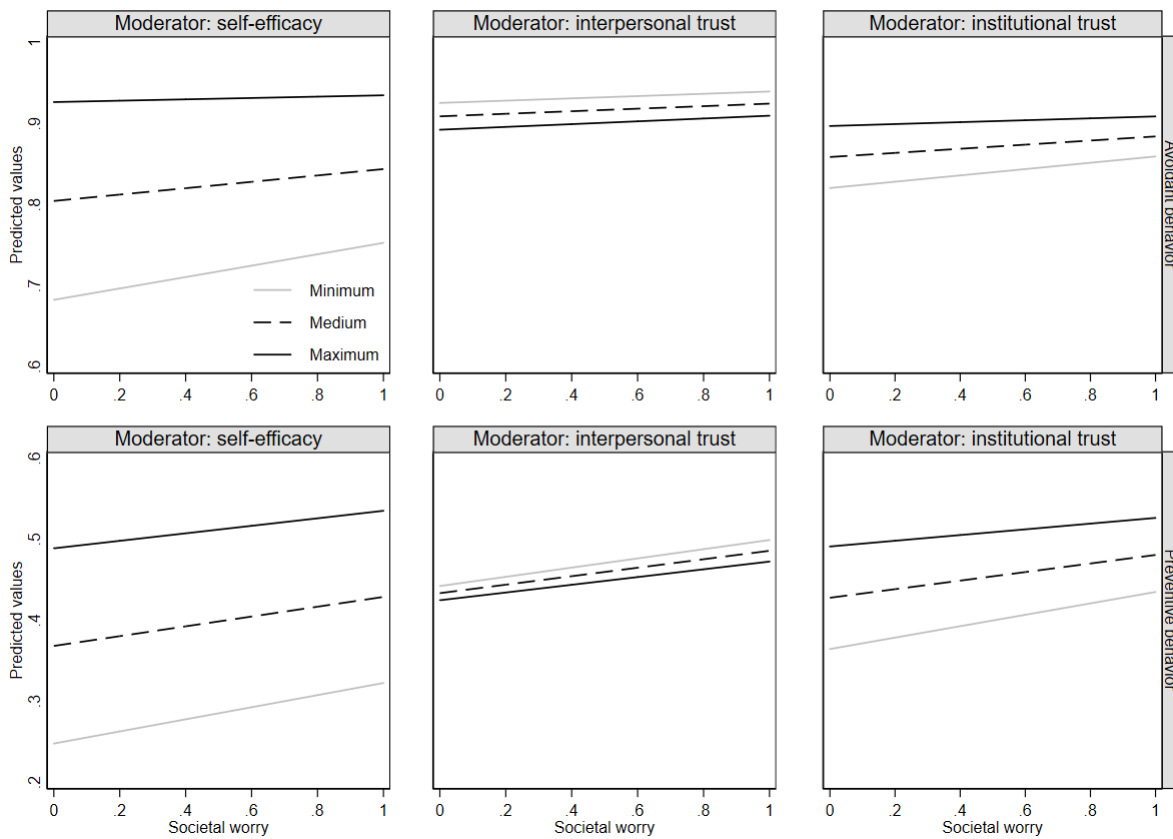 Moderator: self-efficacy
Moderator: interpersonal trust
Moderator: institutional trust
Predicted values
1
.9
.8
.7
.6
Minimum
Medium
Maximum
Avoidant behavior
0 .2 .4 .6 .8 1
0 .2 .4 .6 .8 1
0 .2 .4 .6 .8 1
Moderator: self-efficacy
Moderator: interpersonal trust
Moderator: institutional trust
Predicted values
.6
.5
.4
.3
.2
Preventive behavior
0 .2 .4 .6 .8 1
0 .2 .4 .6 .8 1
0 .2 .4 .6 .8 1
Societal worry
Societal worry
Societal worry